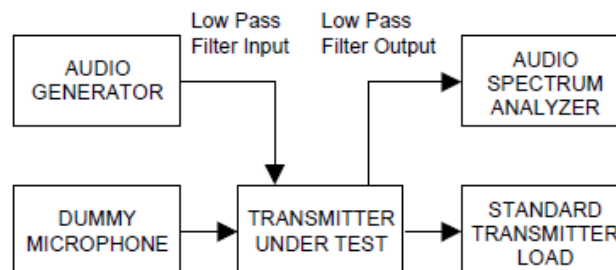 Low Pass
Filter Input
Low Pass
Filter Output
AUDIO
GENERATOR
AUDIO
SPECTRUM
ANALYZER
DUMMY
MICROPHONE
TRANSMITTER
UNDER TEST
STANDARD
TRANSMITTER
LOAD